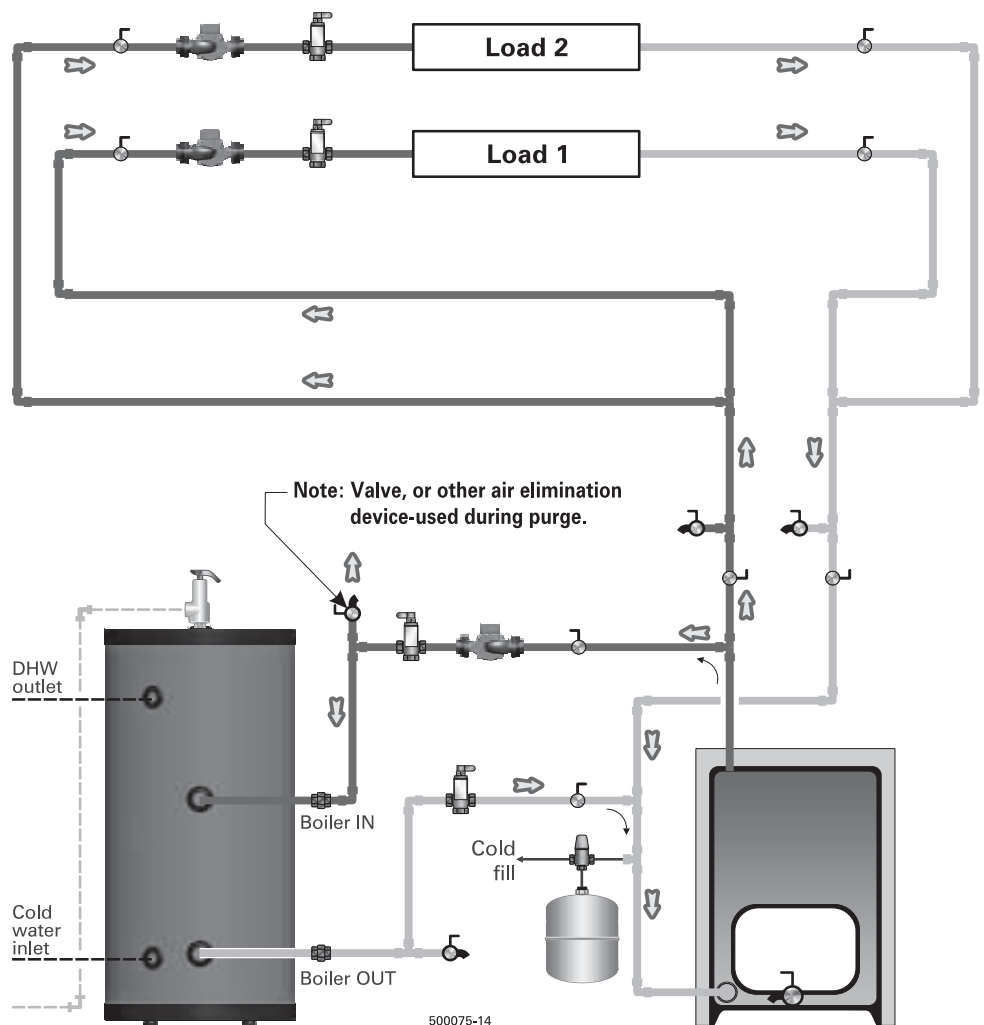 Load 2
Load 1
Note: Valve, or other air elimination
device-used during purge.
DHW
outlet
Boiler IN
Cold
fill
Cold
water
inlet
Boiler OUT
500075-14